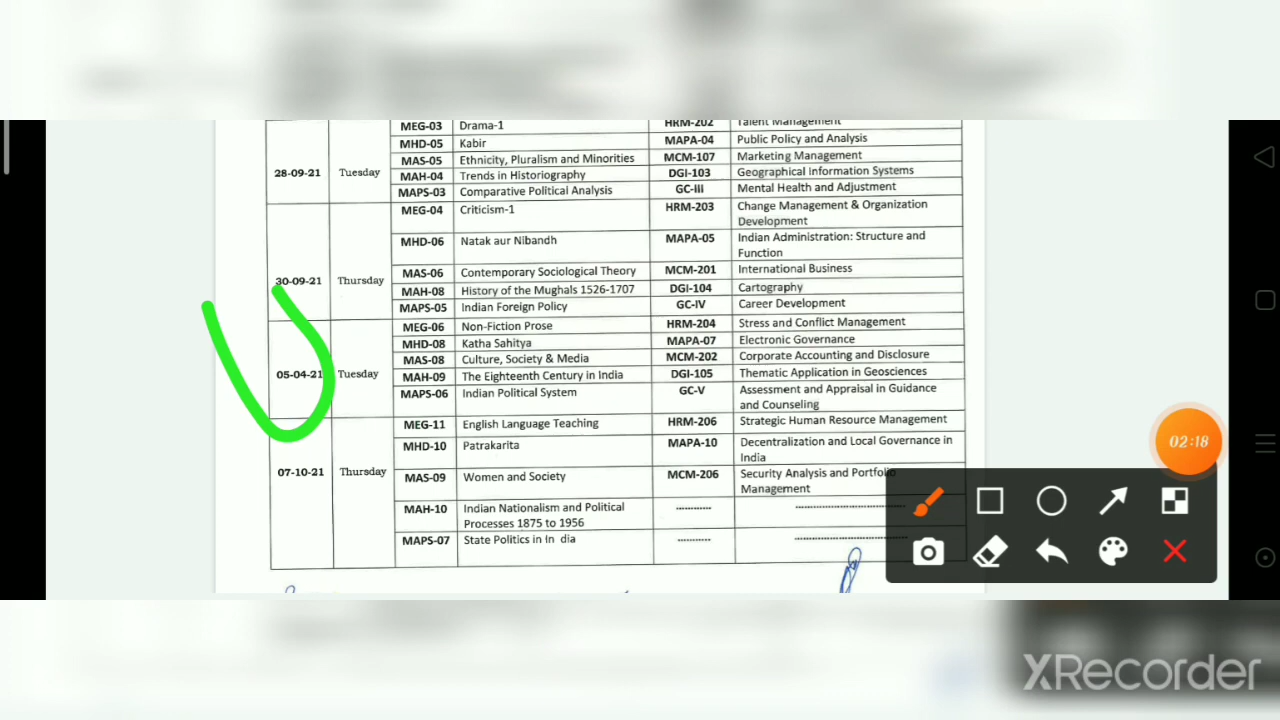 MEG-03 Drama-1 HRM-202 Talent Management
MHD-05 Kabir MAPA-04 Public Policy and Analysis
MAS-05 Ethnicity, Pluralism and Minorities MCM-107 Marketing Management
28-09-21 Tuesday MAH-04 Trends in Historiography DGI-103 Geographical Information Systems
MAPS-03 Comparative Political Analysis GC-III Mental Health and Adjustment
MEG-04 Criticism-1 HRM-203 Change Management & Organization
Development
MHD-06 Natak aur Nibandh MAPA-05 Indian Administration: Structure and
Function
MAS-06 Contemporary Sociological Theory MCM-201 International Business
30-09-21 Thursday MAH-08 History of the Mughals 1526-1707 DGI-104 Cartography
MAPS-05 Indian Foreign Policy GC-IV Career Development
MEG-06 Non-Fiction Prose HRM-204 Stress and Conflict Management
MHD-08 Katha Sahitya MAPA-07 Electronic Governance
MAS-08 Culture, Society & Media MCM-202 Corporate Accounting and Disclosure
05-04-21 Tuesday MAH-09 The Eighteenth Century in India DGI-105 Thematic Application in Geosciences
MAPS-06 Indian Political System GC-V Assessment and Appraisal in Guidance
and Counseling
MEG-11 English Language Teaching HRM-206 Strategic Human Resource Management
MHD-10 Patrakarita MAPA-10 Decentralization and Local Governance in
India
07-10-21 Thursday MAS-09 Women and Society MCM-206 Security Analysis and Portfolio
Management
MAH-10 Indian Nationalism and Political ............ ..............................
Processes 1875 to 1956
MAPS-07 State Politics in In dia ........... ..............................
02:18
XRecorder